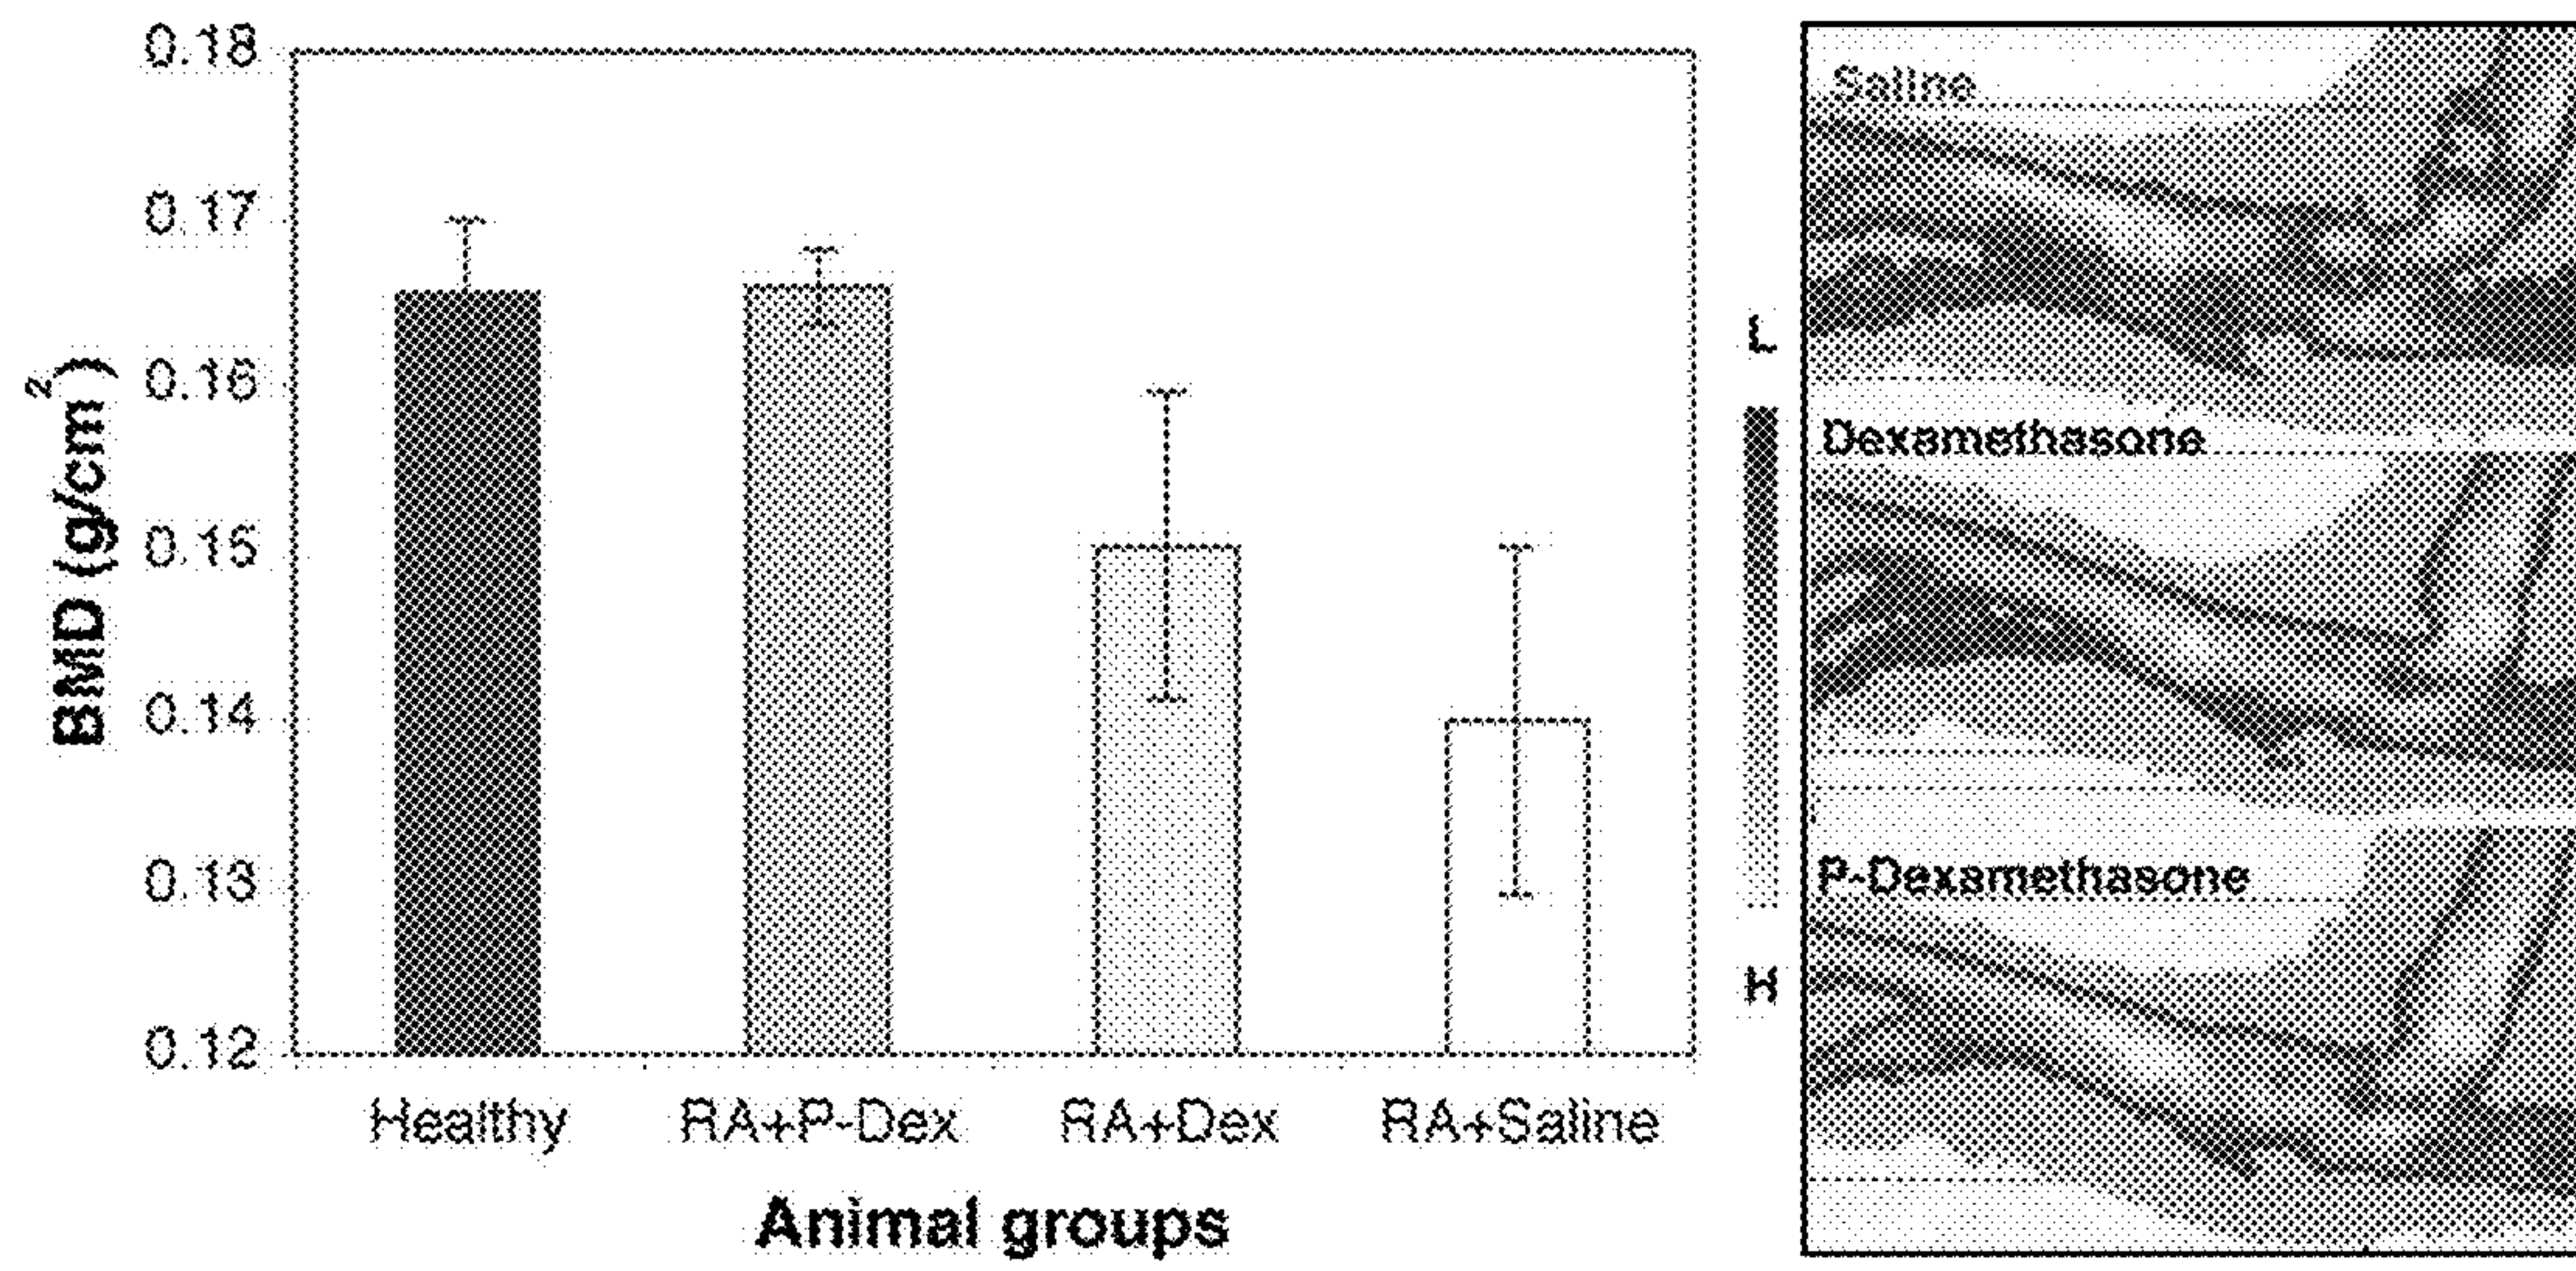 0.18
0.17
0.16
0.15
0.14
0.13
0.12
BMD (g/cm²)
Healthy
RA+P-Dex
RA+Dex
RA+Saline
Animal groups
L
H
Saline
Dexamethasone
P-Dexamethasone